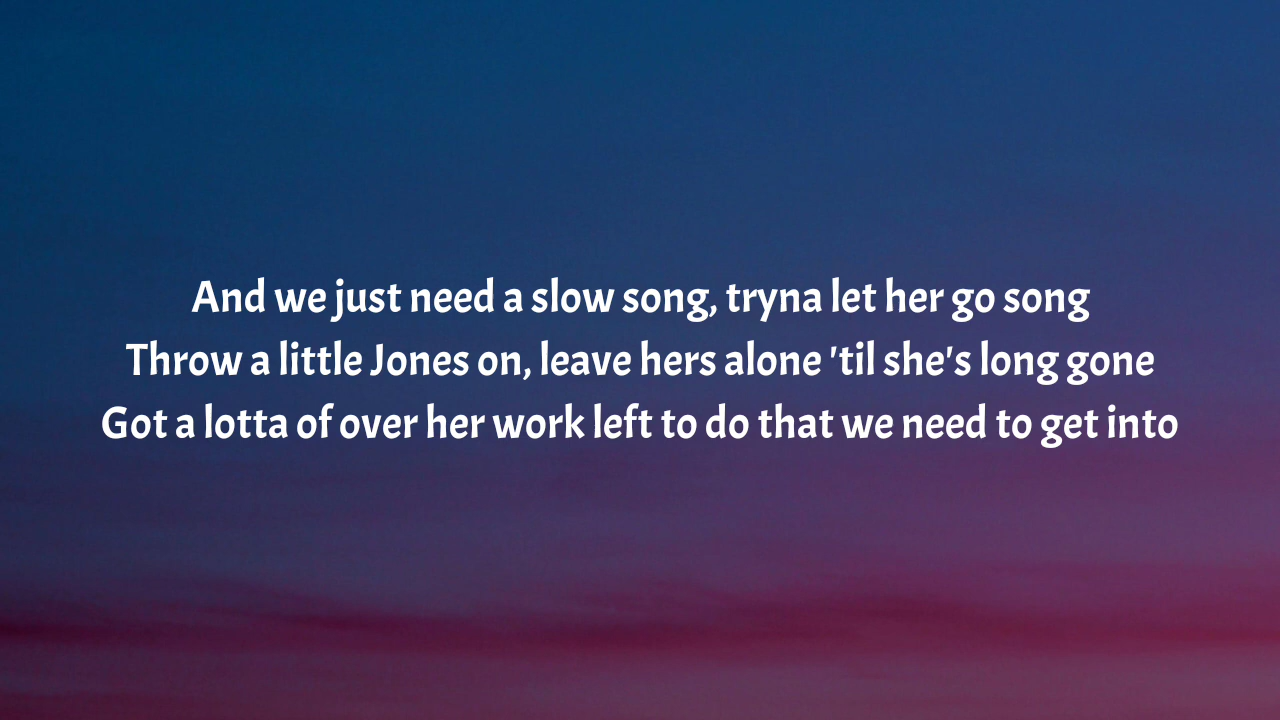 And we just need a slow song, tryna let her go song
Throw a little Jones on, leave hers alone 'til she's long gone
Got a lotta of over her work left to do that we need to get into